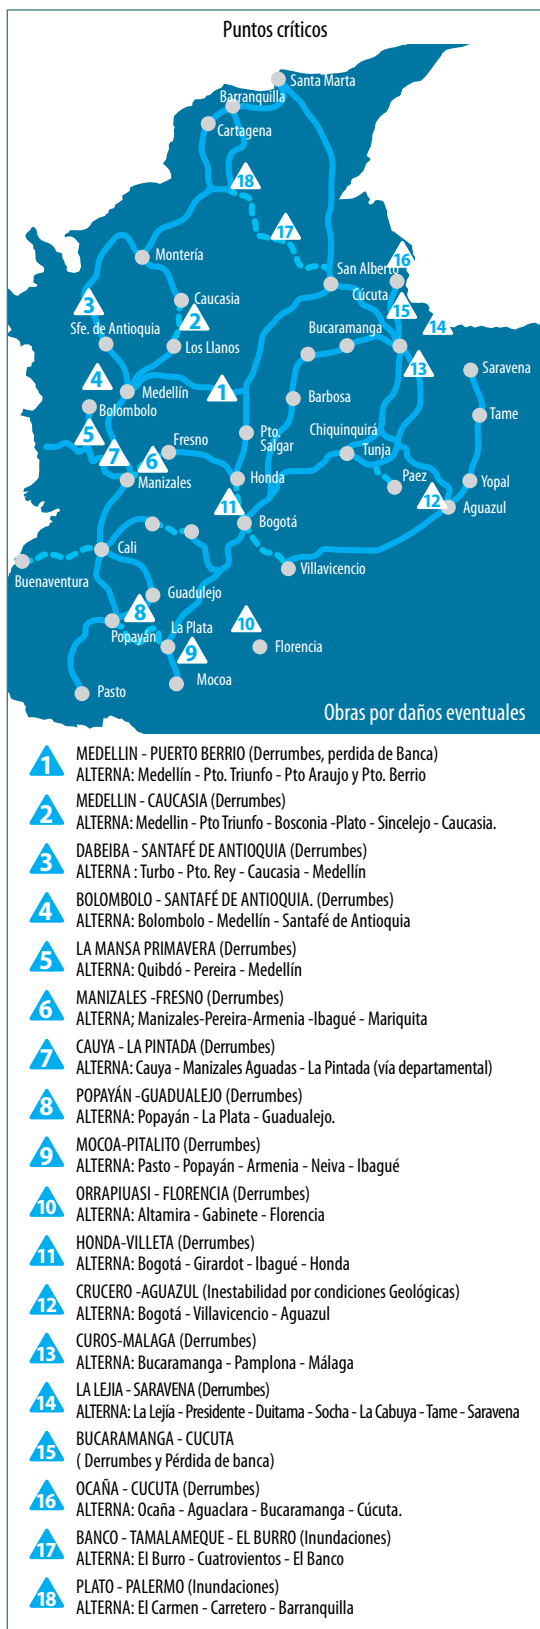 Puntos críticos
Santa Marta
Barranquilla
Cartagena
18
17
16
San Alberto
Montería
Cúcuta
3
Caucasia
15
2
14
Sfe. de Antioquia
Bucaramanga
Los Llanos
13
Saravena
4
1
Medellín
Barbosa
Bolombolo
Tame
5
Chiquinquirá
Fresno
Pto.
Salgar
Tunja
7
6
Manizales
Honda
Paez
Yopal
12
11
Aguazul
Bogotá
Cali
Villavicencio
Buenaventura
Guadulejo
8
10
Popayán
La Plata
9
Florencia
Mocoa
Pasto
Obras por daños eventuales
1 MEDELLIN - PUERTO BERRIO (Derrumbes, perdida de Banca)
ALTERNA: Medellín - Pto. Triunfo - Pto Araujo y Pto. Berrio
2 MEDELLIN - CAUCASIA (Derrumbes)
ALTERNA: Medellin - Pto Triunfo - Bosconia -Plato - Sincelejo - Caucasia.
3 DABEIBA - SANTAFÉ DE ANTIOQUIA (Derrumbes)
ALTERNA : Turbo - Pto. Rey - Caucasia - Medellín
4 BOLOMBOLO - SANTAFÉ DE ANTIOQUIA. (Derrumbes)
ALTERNA: Bolombolo - Medellín - Santafé de Antioquia
5 LA MANSA PRIMAVERA (Derrumbes)
ALTERNA: Quibdó - Pereira - Medellín
6 MANIZALES -FRESNO (Derrumbes)
ALTERNA; Manizales-Pereira-Armenia -Ibagué - Mariquita
7 CAUYA - LA PINTADA (Derrumbes)
ALTERNA: Cauya - Manizales Aguadas - La Pintada (vía departamental)
8 POPAYÁN -GUADUALEJO (Derrumbes)
ALTERNA: Popayán - La Plata - Guadualejo.
9 MOCOA-PITALITO (Derrumbes)
ALTERNA: Pasto - Popayán - Armenia - Neiva - Ibagué
10 ORRAPIUASI - FLORENCIA (Derrumbes)
ALTERNA: Altamira - Gabinete - Florencia
11 HONDA-VILLETA (Derrumbes)
ALTERNA: Bogotá - Girardot - Ibagué - Honda
12 CRUCERO -AGUAZUL (Inestabilidad por condiciones Geológicas)
ALTERNA: Bogotá - Villavicencio - Aguazul
13 CUROS-MALAGA (Derrumbes)
ALTERNA: Bucaramanga - Pamplona - Málaga
14 LA LEJIA - SARAVENA (Derrumbes)
ALTERNA: La Lejía - Presidente - Duitama - Socha - La Cabuya - Tame - Saravena
15 BUCARAMANGA - CUCUTA
( Derrumbes y Pérdida de banca)
16 OCAÑA - CUCUTA (Derrumbes)
ALTERNA: Ocaña - Aguaclara - Bucaramanga - Cúcuta.
17 BANCO - TAMALAMEQUE - EL BURRO (Inundaciones)
ALTERNA: El Burro - Cuatrovientos - El Banco
18 PLATO - PALERMO (Inundaciones)
ALTERNA: El Carmen - Carretero - Barranquilla